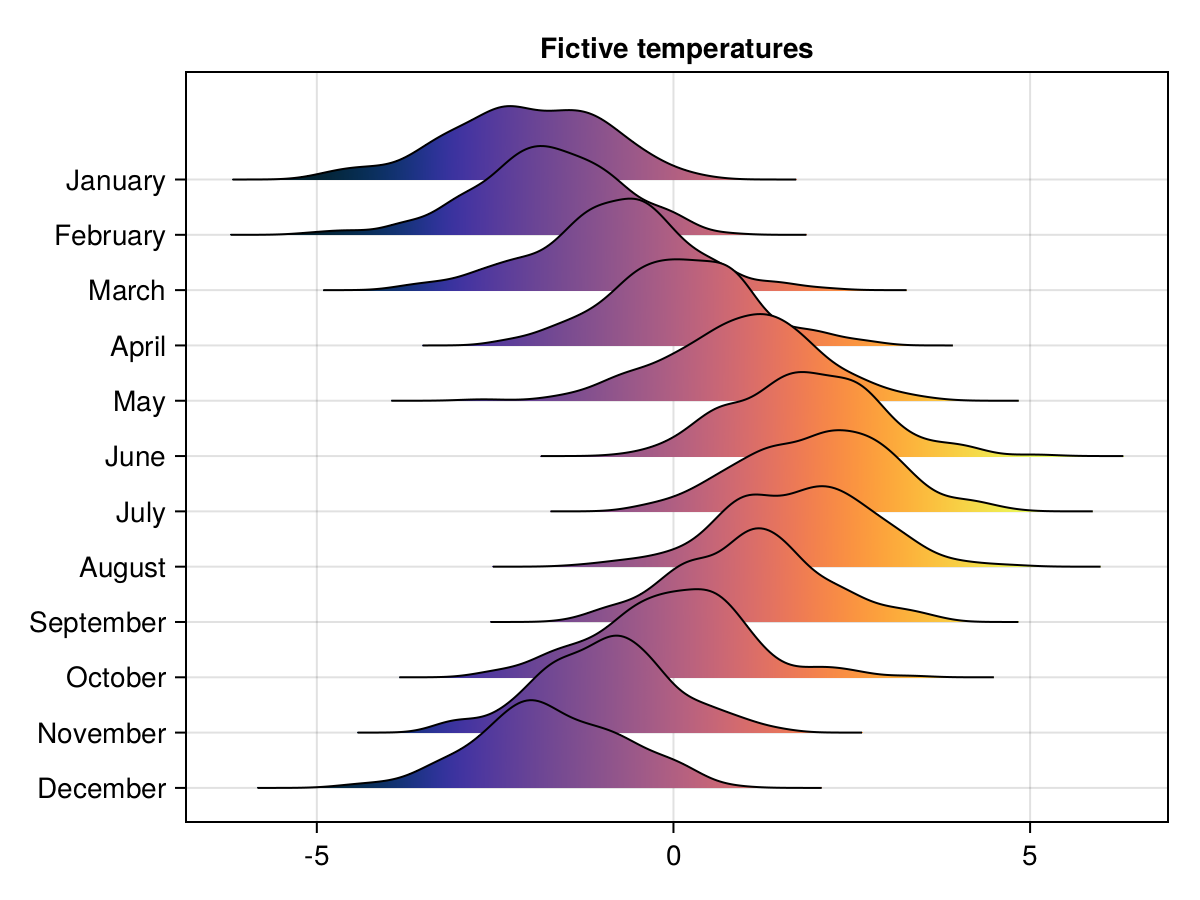 Fictive temperatures
January
February
March
April
May
June
July
August
September
October
November
December
-5 0 5